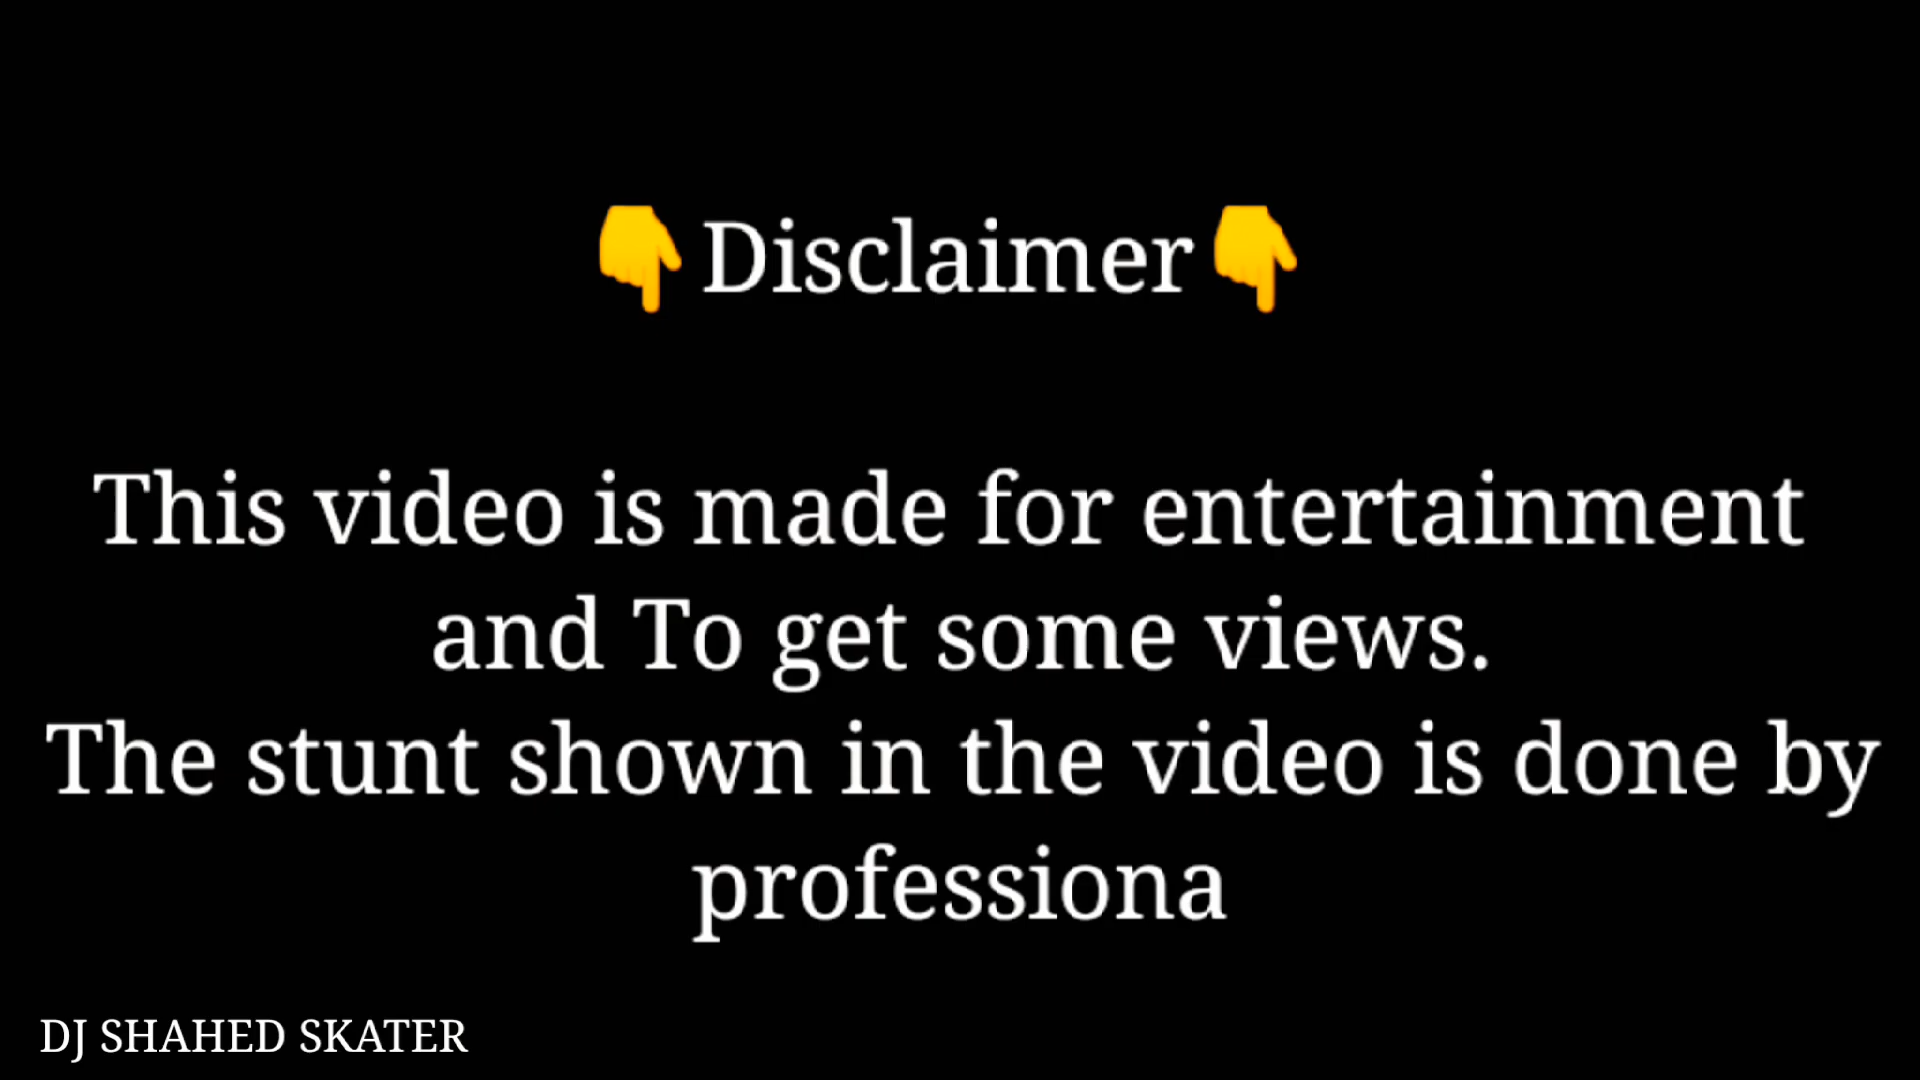 👇Disclaimer👇
This video is made for entertainment
and To get some views.
The stunt shown in the video is done by
professiona
DJ SHAHED SKATER